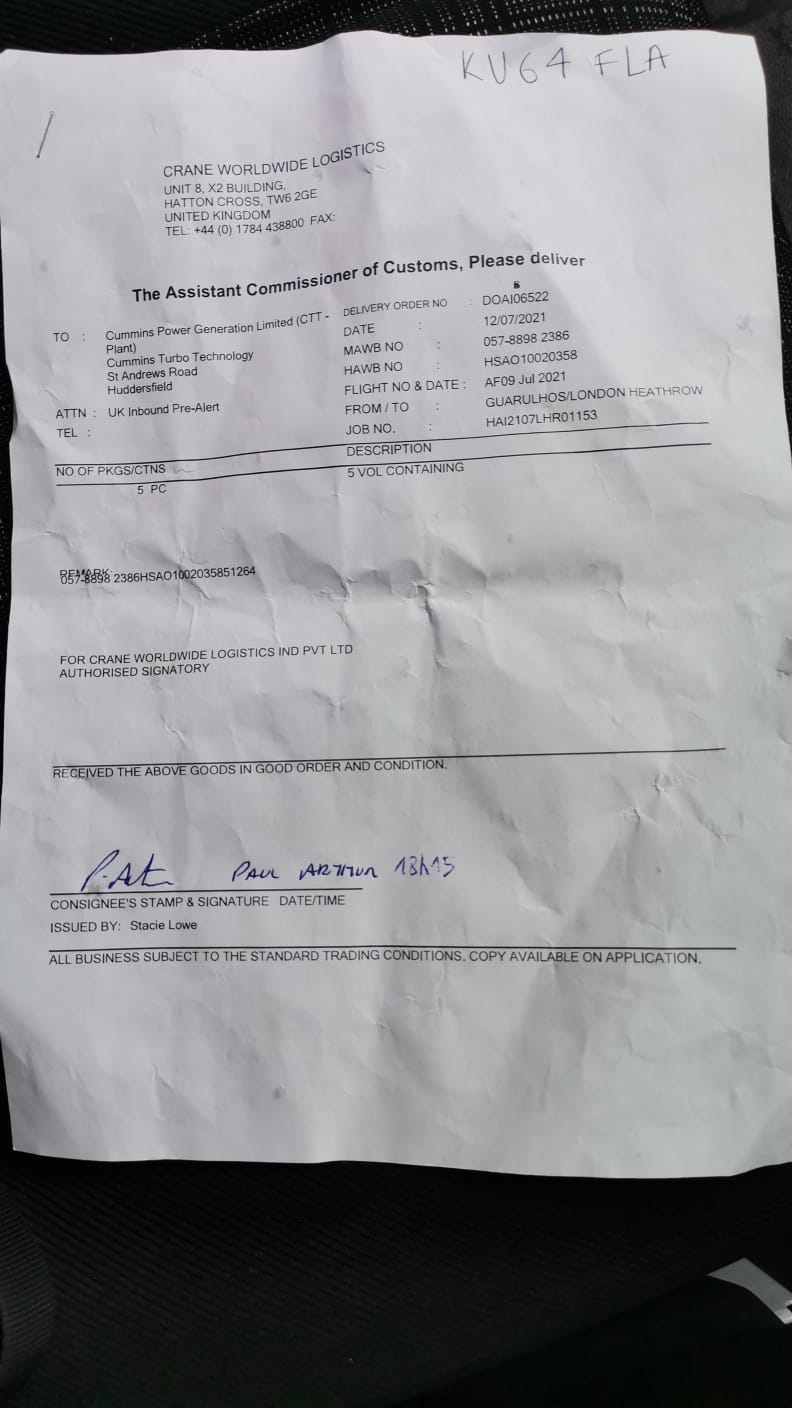 KU64 FLA
CRANE WORLDWIDE LOGISTICS
UNIT 8, X2 BUILDING,
HATTON CROSS, TW6 2GE
UNITED KINGDOM
TEL: +44 (0) 1784 438800 FAX:
The Assistant Commissioner of Customs, Please deliver
TO : Cummins Power Generation Limited (CTT -
Plant)
Cummins Turbo Technology
St Andrews Road
Huddersfield
ATTN : UK Inbound Pre-Alert
TEL :
DELIVERY ORDER NO : DOAI06522
DATE : 12/07/2021
MAWB NO : 057-8898 2386
HAWB NO : HSAO10020358
FLIGHT NO & DATE : AF09 Jul 2021
FROM / TO : GUARULHOS/LONDON HEATHROW
JOB NO. : HAI2107LHR01153
NO OF PKGS/CTNS DESCRIPTION
5 PC 5 VOL CONTAINING
REMARK:
057-8898 2386HSAO1002035851264
FOR CRANE WORLDWIDE LOGISTICS IND PVT LTD
AUTHORISED SIGNATORY
RECEIVED THE ABOVE GOODS IN GOOD ORDER AND CONDITION.
PAUL ARTHUR 13h15
CONSIGNEE'S STAMP & SIGNATURE DATE/TIME
ISSUED BY: Stacie Lowe
ALL BUSINESS SUBJECT TO THE STANDARD TRADING CONDITIONS. COPY AVAILABLE ON APPLICATION.